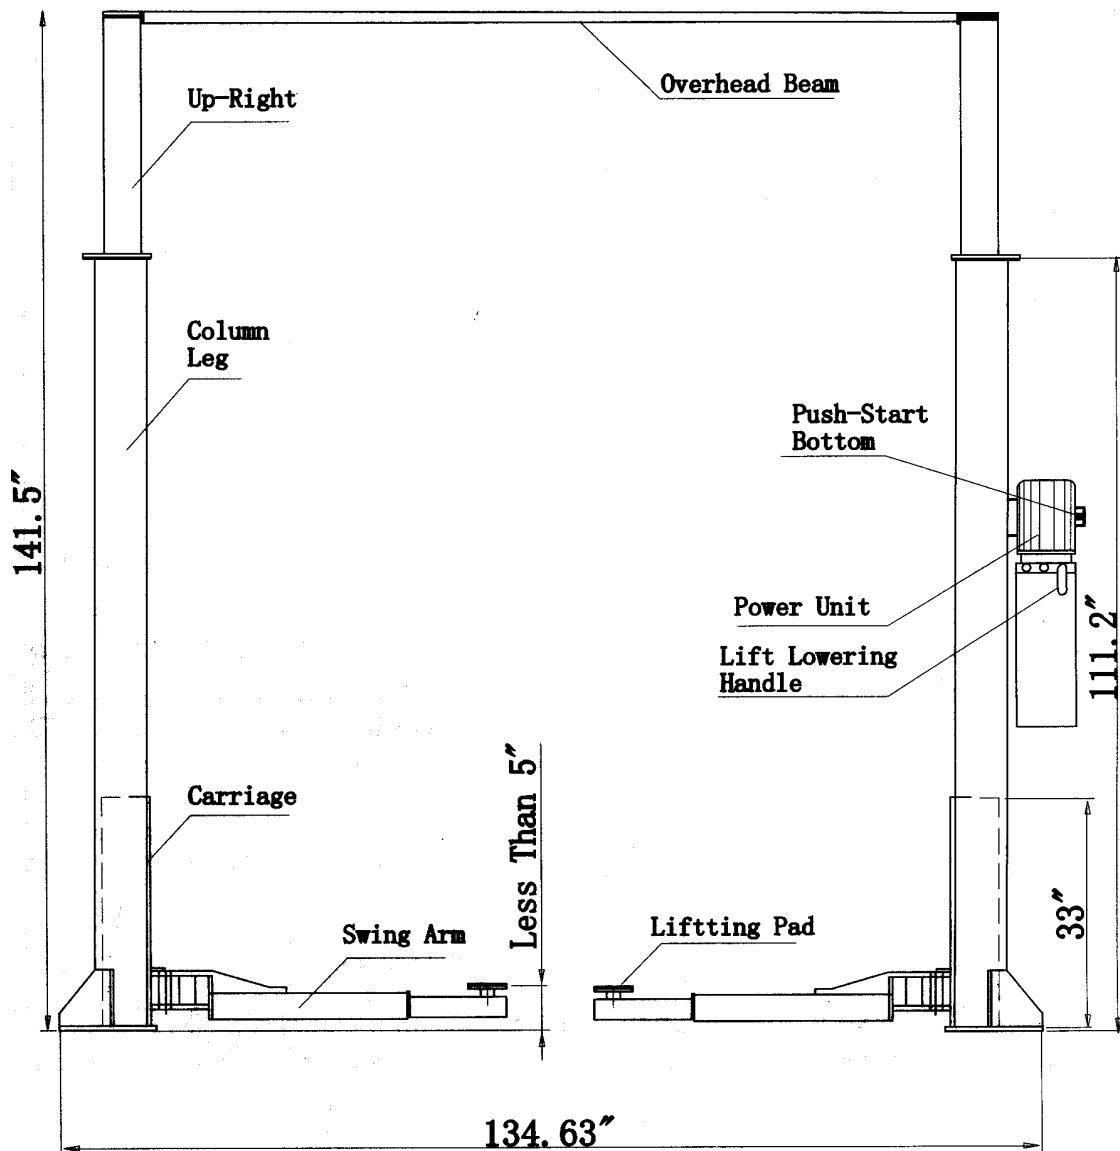 Overhead Beam
Up-Right
Column
Leg
Push-Start
Bottom
141.5"
Power Unit
111.2"
Lift Lowering
Handle
Less Than 5"
Carriage
33"
Swing Arm
Liftting Pad
134.63"